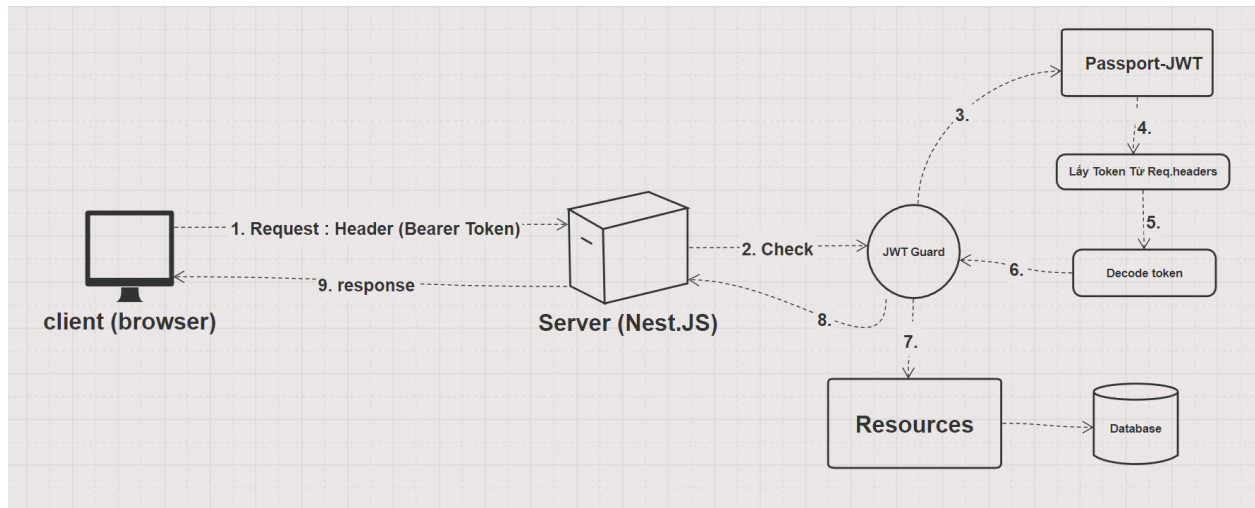 Passport-JWT
3.
4.
Lấy Token Từ Req.headers
1. Request : Header (Bearer Token)
5.
2. Check
JWT Guard
6.
Decode token
9. response
client (browser)
Server (Nest.JS)
8.
7.
Resources
Database